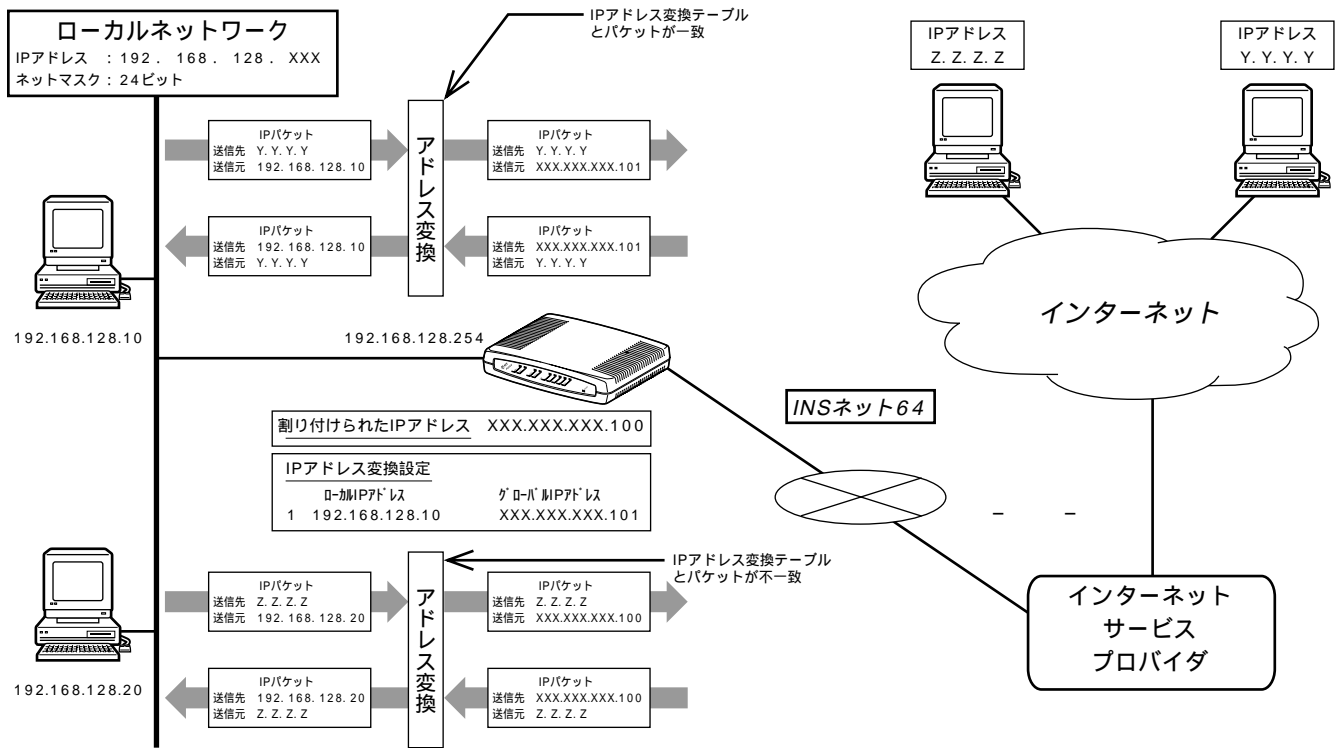 ローカルネットワーク
IPアドレス ：192. 168. 128. XXX
ネットマスク：24ビット
IPアドレス変換テーブル
とパケットが一致
IPアドレス
Z.Z.Z.Z
IPアドレス
Y.Y.Y.Y
IPパケット
送信先 Y.Y.Y.Y
送信元 192.168.128.10
アドレス変換
IPパケット
送信先 Y.Y.Y.Y
送信元 XXX.XXX.XXX.101
IPパケット
送信先 192.168.128.10
送信元 Y.Y.Y.Y
IPパケット
送信先 XXX.XXX.XXX.101
送信元 Y.Y.Y.Y
192.168.128.10
192.168.128.254
インターネット
INSネット64
割り付けられたIPアドレス XXX.XXX.XXX.100
IPアドレス変換設定
ﾛｰｶﾙIPｱﾄﾞﾚｽ ｸﾞﾛｰﾊﾞﾙIPｱﾄﾞﾚｽ
1 192.168.128.10 XXX.XXX.XXX.101
– –
IPアドレス変換テーブル
とパケットが不一致
IPパケット
送信先 Z.Z.Z.Z
送信元 192.168.128.20
アドレス変換
IPパケット
送信先 Z.Z.Z.Z
送信元 XXX.XXX.XXX.100
IPパケット
送信先 192.168.128.20
送信元 Z.Z.Z.Z
IPパケット
送信先 XXX.XXX.XXX.100
送信元 Z.Z.Z.Z
192.168.128.20
インターネット
サービス
プロバイダ